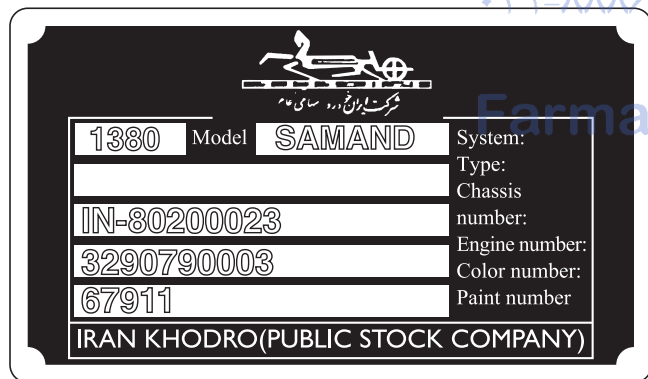 شرکت ایران خودرو سهامی عام
1380 Model SAMAND System:
Type:
Chassis
IN-80200023 number:
Engine number:
3290790003 Color number:
67911 Paint number
IRAN KHODRO(PUBLIC STOCK COMPANY)
Farma